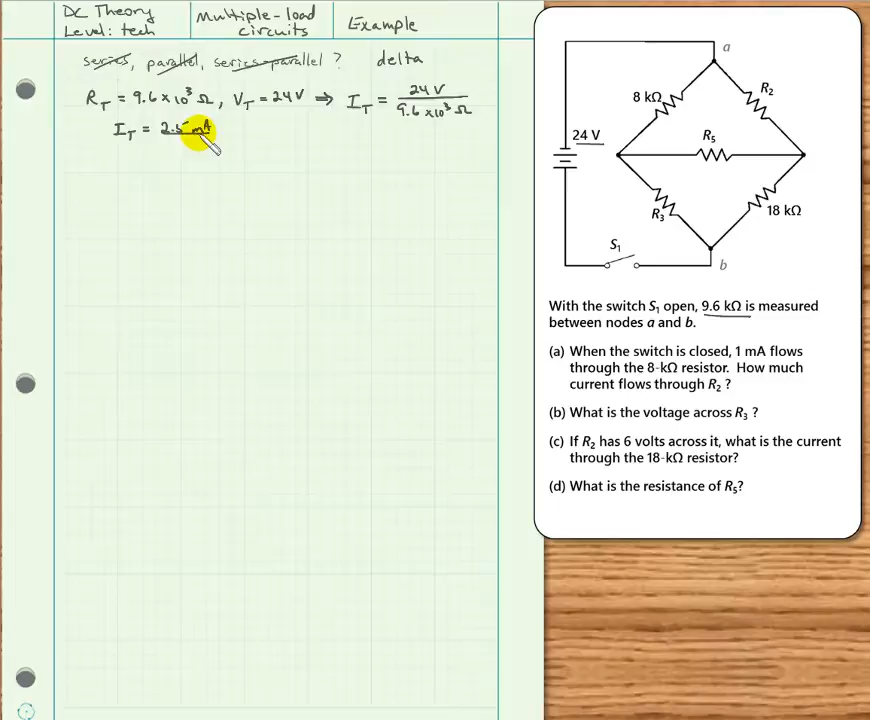 DC Theory
Level: tech
Multiple-load
circuits
Example
series, parallel, series-parallel ? delta
R_T = 9.6 x 10³ Ω , V_T = 24 V ⇒ I_T = 24 V / 9.6 x 10³ Ω
I_T = 2.5 mA
a
8 kΩ
R₂
24 V
R₅
R₃
18 kΩ
S₁
b
With the switch S₁ open, 9.6 kΩ is measured
between nodes a and b.
(a) When the switch is closed, 1 mA flows
through the 8-kΩ resistor. How much
current flows through R₂ ?
(b) What is the voltage across R₃ ?
(c) If R₂ has 6 volts across it, what is the current
through the 18-kΩ resistor?
(d) What is the resistance of R₅?